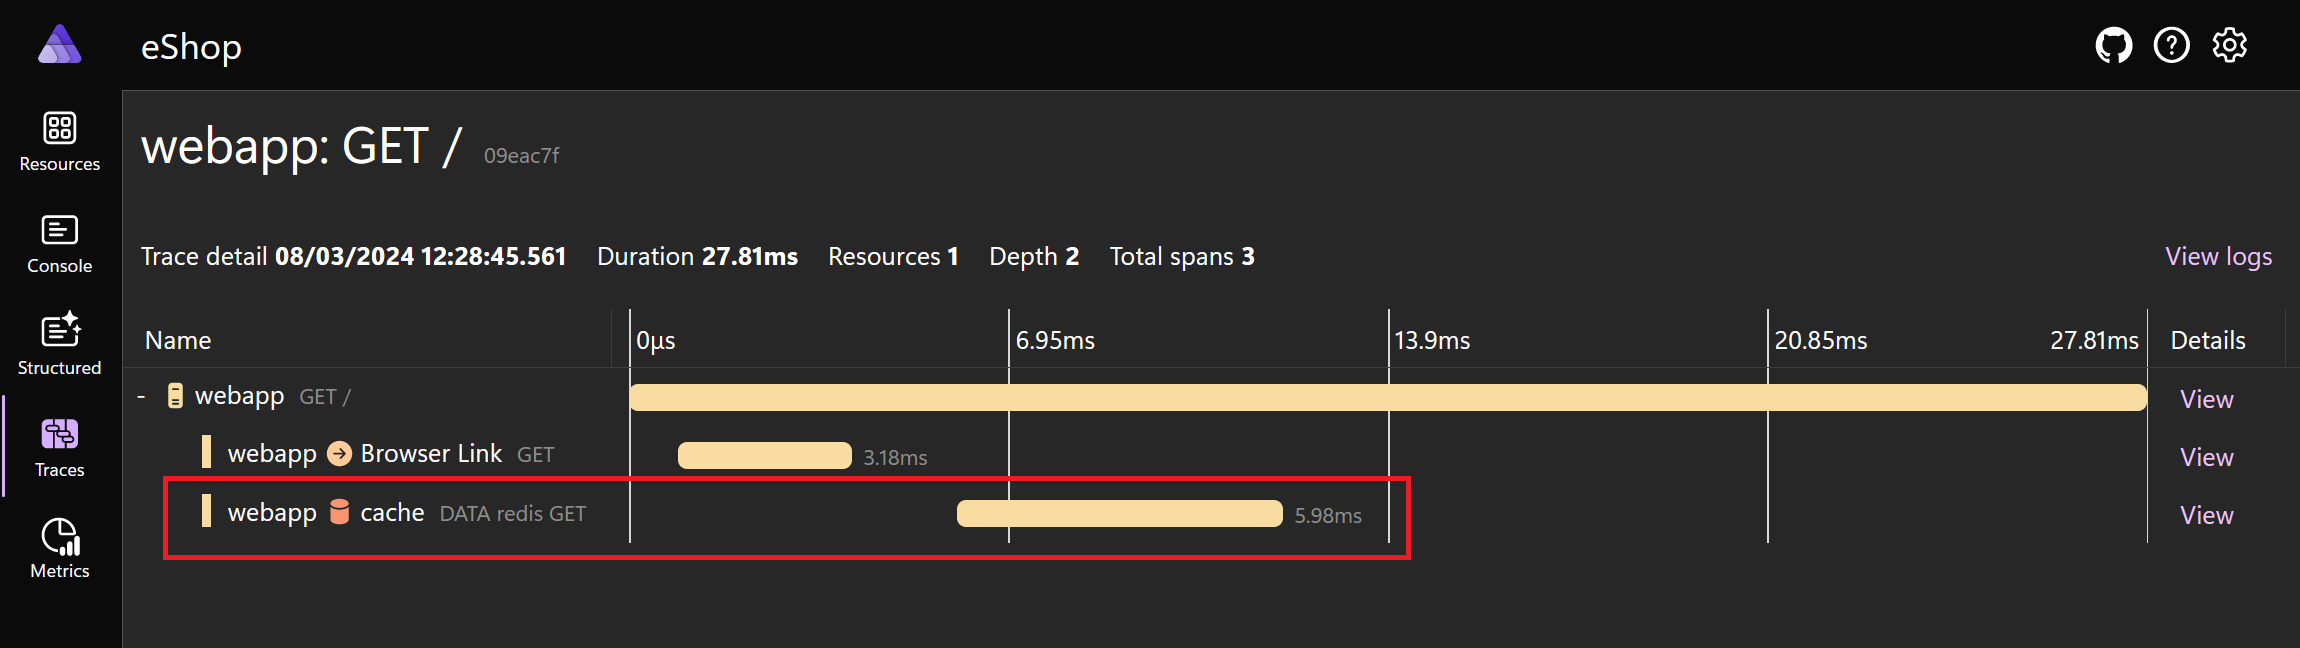 eShop
Resources
Console
Structured
Traces
Metrics
webapp: GET / 09eac7f
Trace detail 08/03/2024 12:28:45.561 Duration 27.81ms Resources 1 Depth 2 Total spans 3 View logs
Name 0μs 6.95ms 13.9ms 20.85ms 27.81ms Details
- webapp GET / View
webapp Browser Link GET 3.18ms View
webapp cache DATA redis GET 5.98ms View